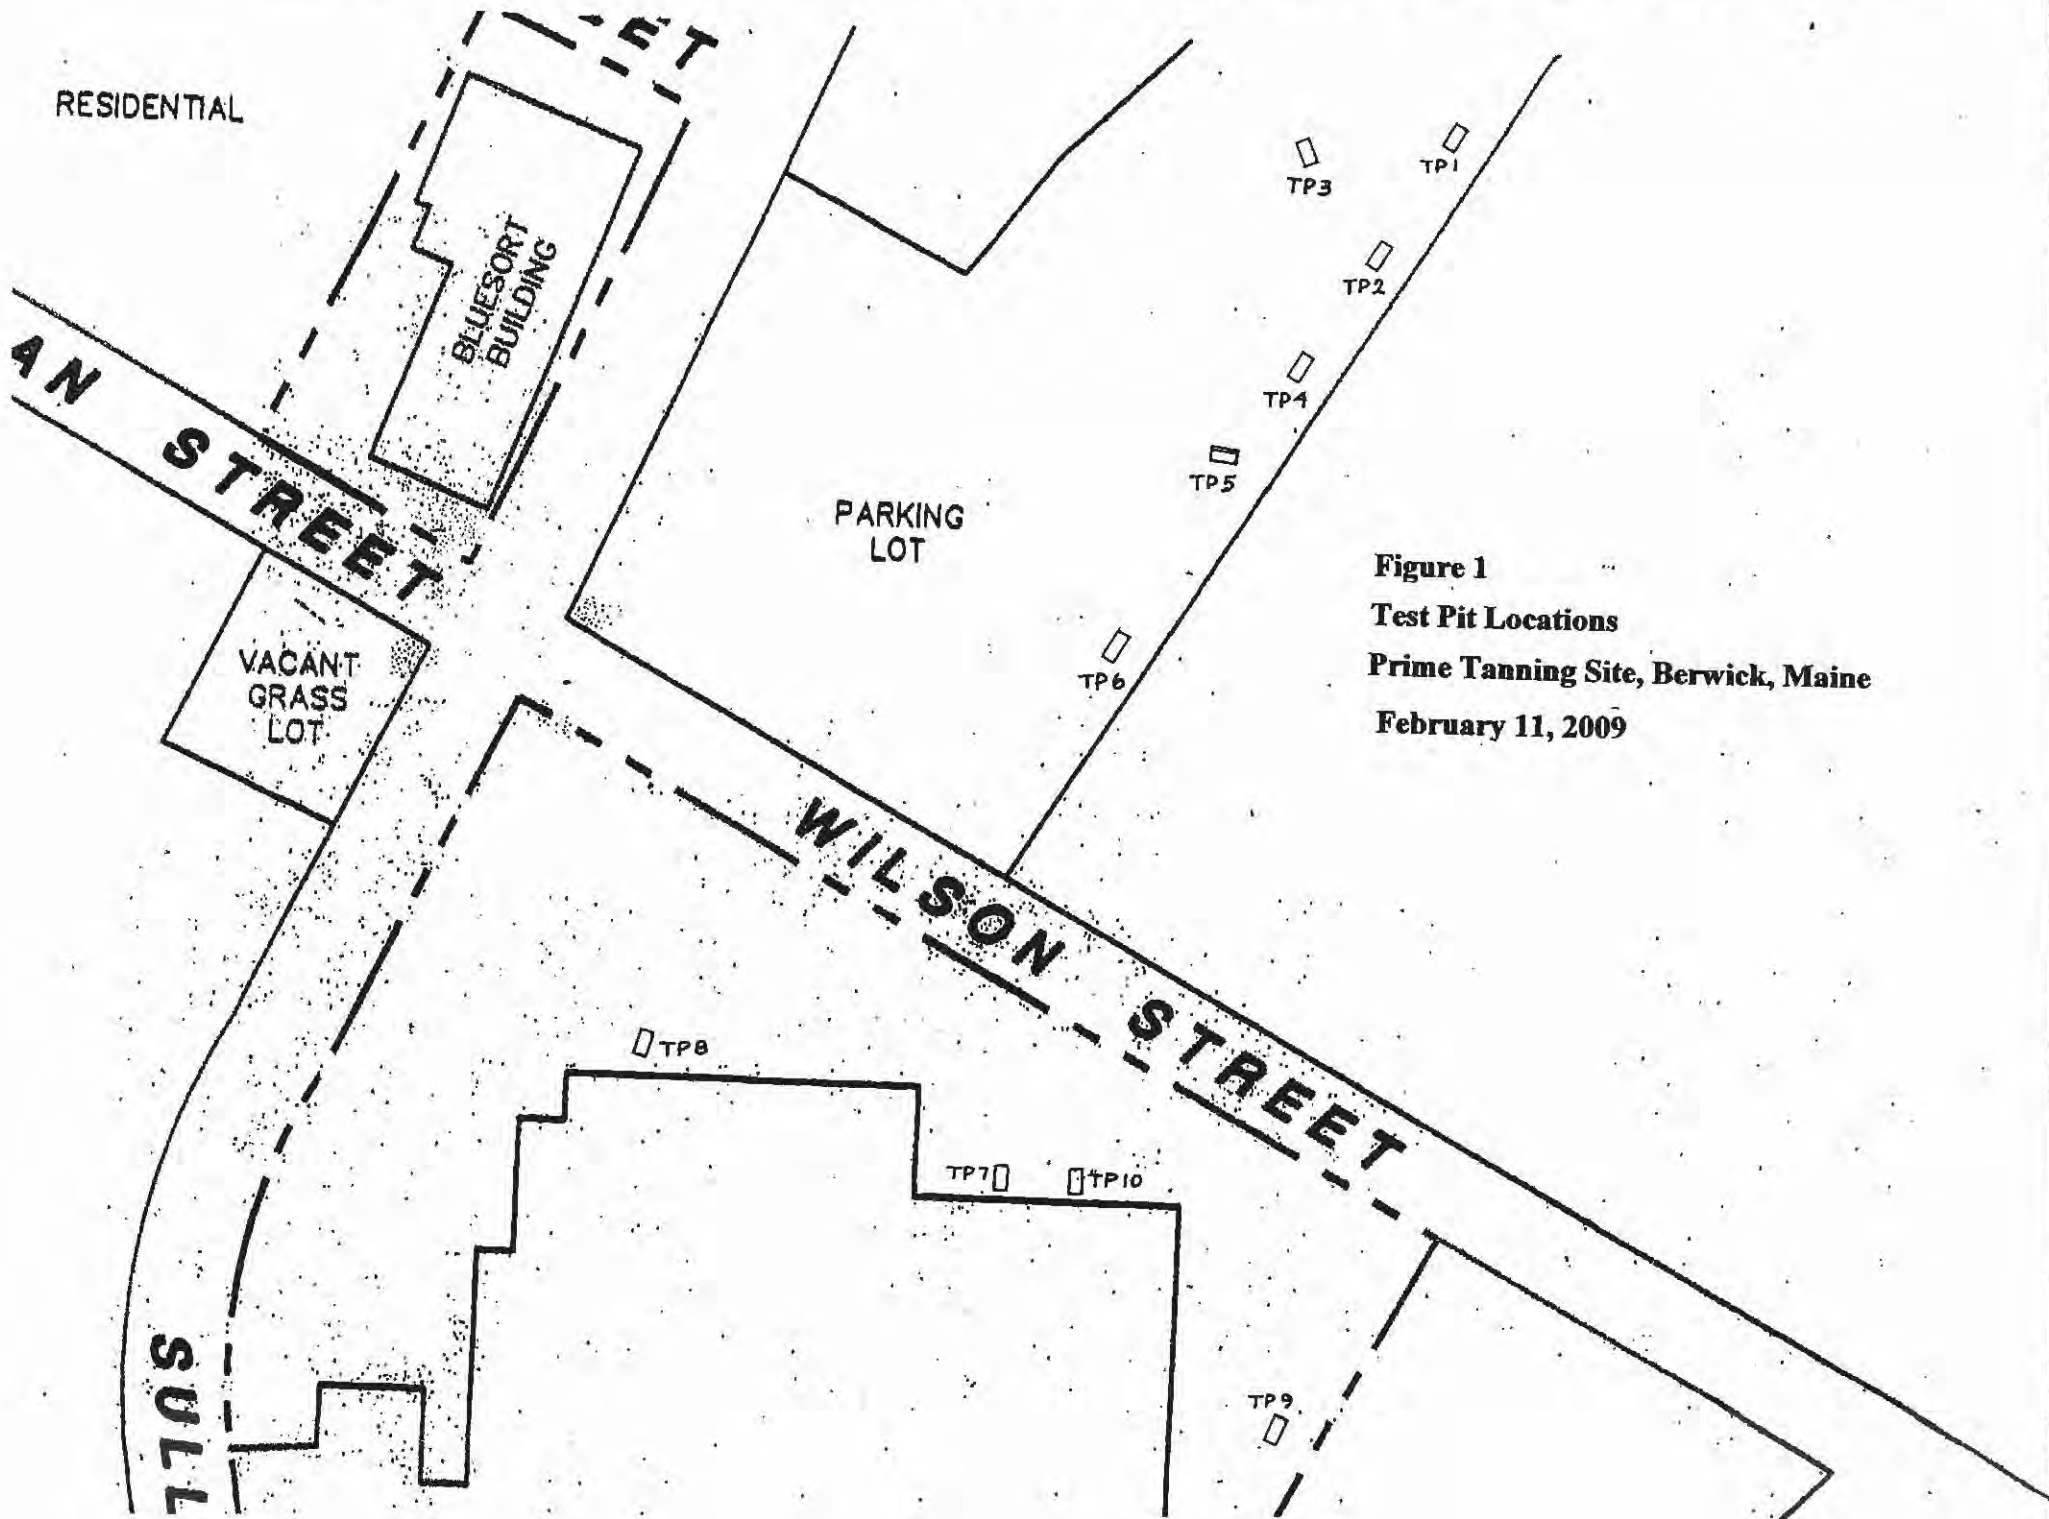 ET
RESIDENTIAL
TP1
TP3
BLUESORT
BUILDING
TP2
AN STREET
TP4
TP5
PARKING
LOT
Figure 1
Test Pit Locations
Prime Tanning Site, Berwick, Maine
February 11, 2009
VACANT
GRASS
LOT
TP6
WILSON STREET
TP8
TP7
TP10
TP9
SULL